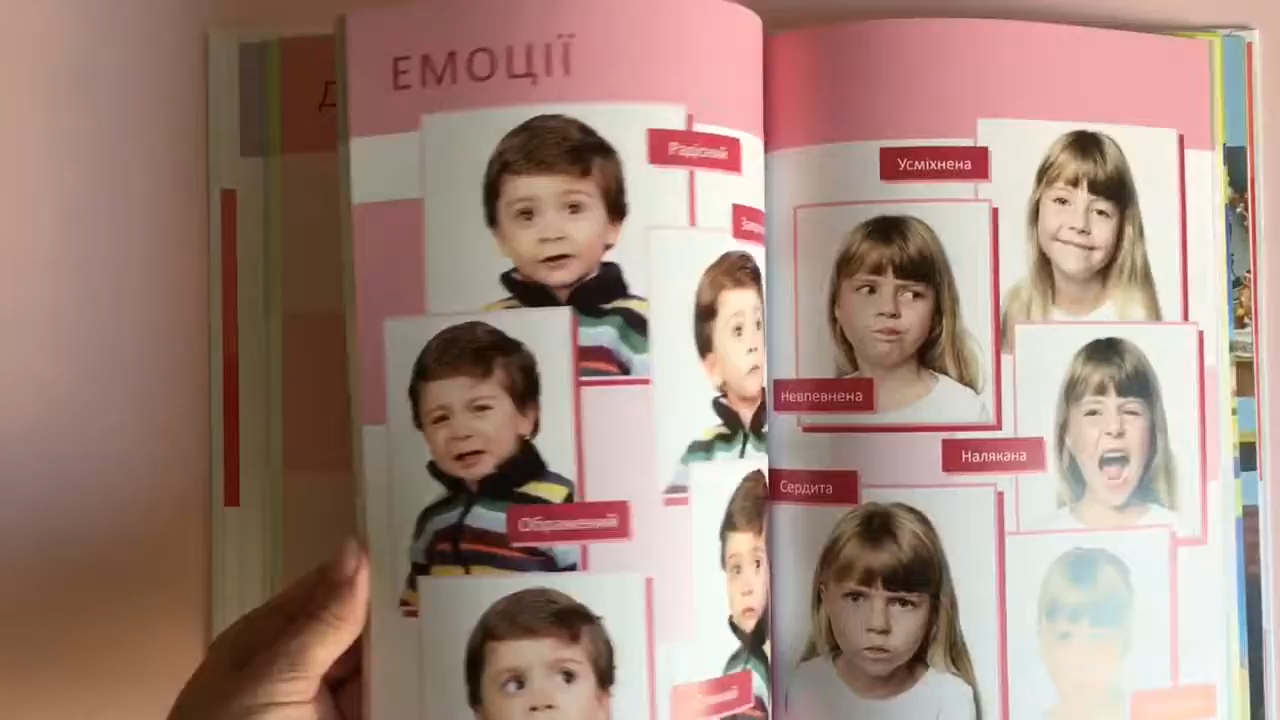 ЕМОЦІЇ
Радісний
Ображений
Усміхнена
Невпевнена
Налякана
Сердита